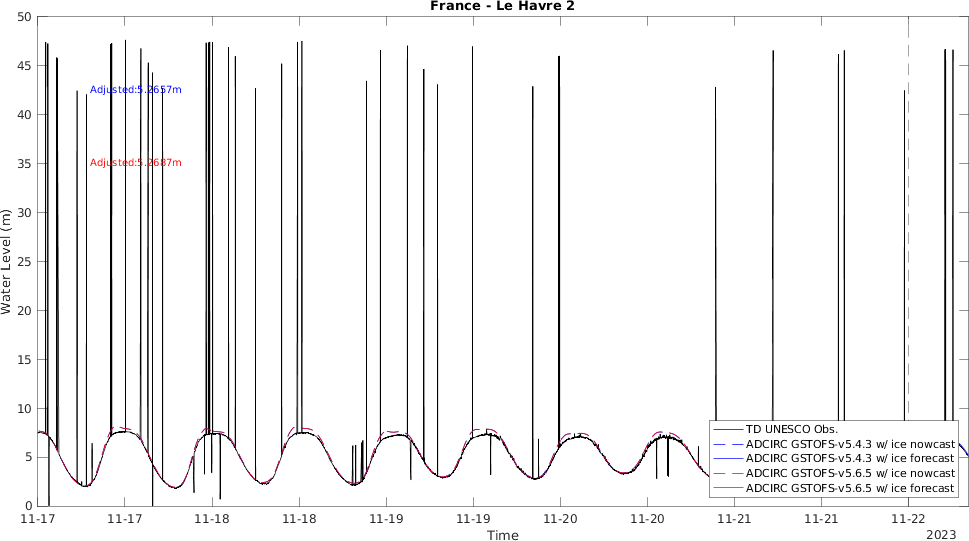 France - Le Havre 2
50
45
40
35
30
25
20
15
10
5
0
Water Level (m)
Adjusted:5.2657m
Adjusted:5.2687m
TD UNESCO Obs.
ADCIRC GSTOFS-v5.4.3 w/ ice nowcast
ADCIRC GSTOFS-v5.4.3 w/ ice forecast
ADCIRC GSTOFS-v5.6.5 w/ ice nowcast
ADCIRC GSTOFS-v5.6.5 w/ ice forecast
11-17 11-17 11-18 11-18 11-19 11-19 11-20 11-20 11-21 11-21 11-22
Time
2023